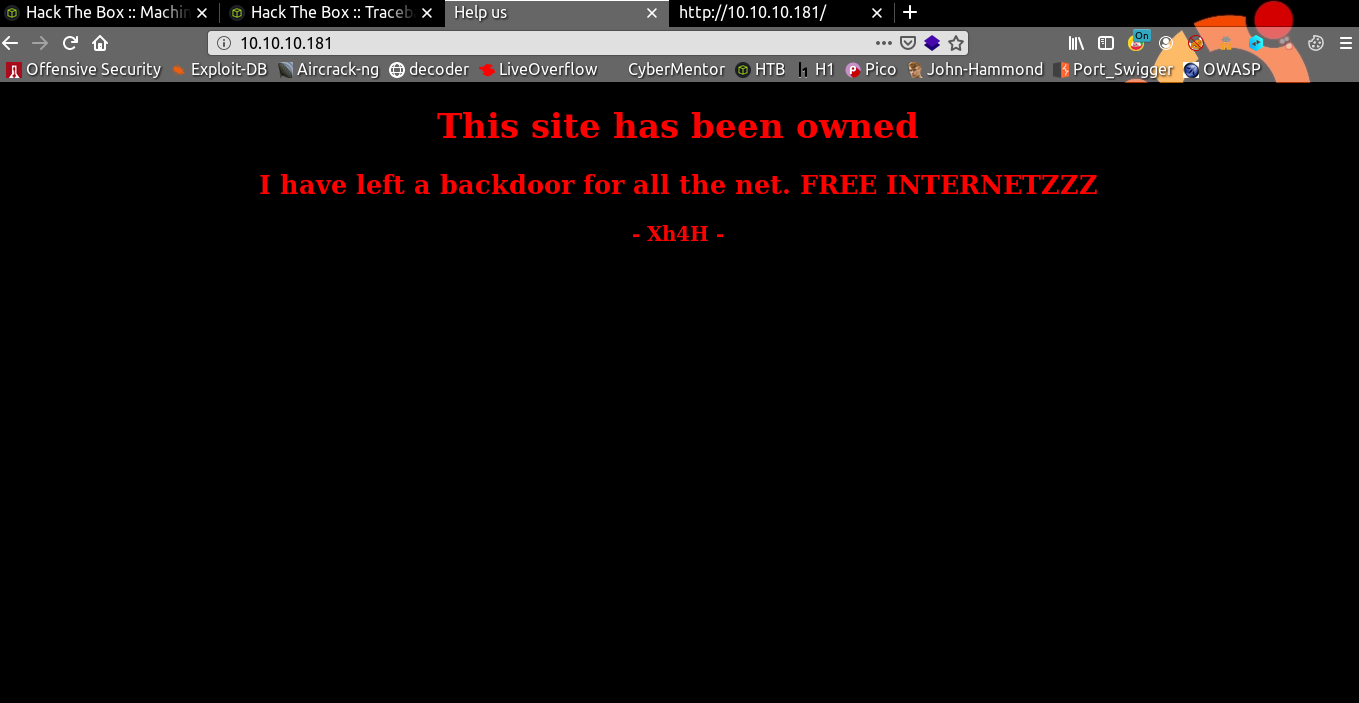 Hack The Box :: Machin
Hack The Box :: Traceba
Help us
http://10.10.10.181/
10.10.10.181
On
Offensive Security
Exploit-DB
Aircrack-ng
decoder
LiveOverflow
CyberMentor
HTB
H1
Pico
John-Hammond
Port_Swigger
OWASP
This site has been owned
I have left a backdoor for all the net. FREE INTERNETZZZ
- Xh4H -